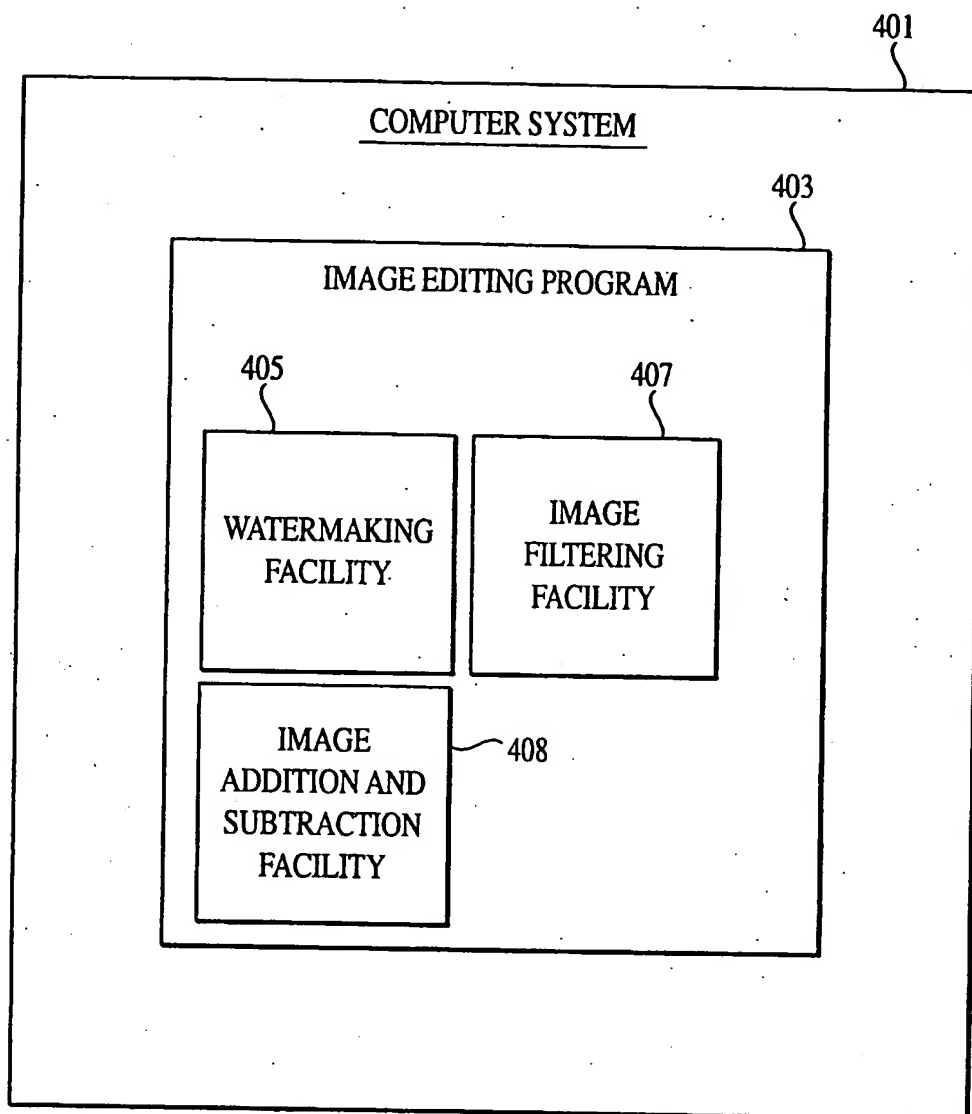 401
COMPUTER SYSTEM
403
IMAGE EDITING PROGRAM
405
407
WATERMAKING
FACILITY
IMAGE
FILTERING
FACILITY
IMAGE
ADDITION AND
SUBTRACTION
FACILITY
408